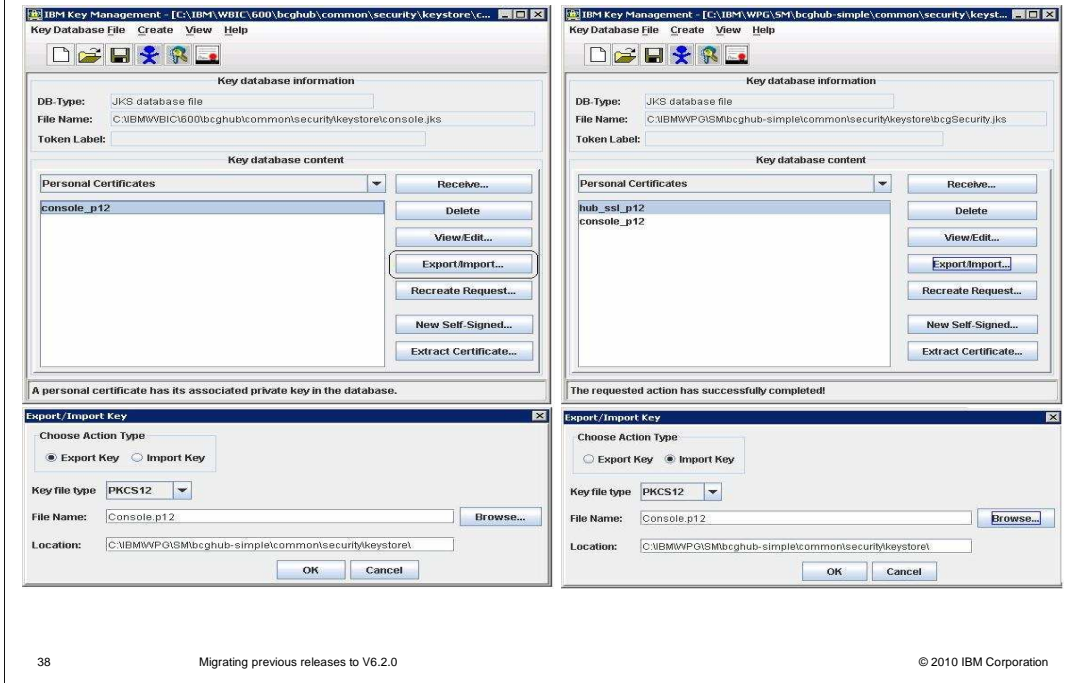 IBM Key Management - [C:\IBM\WBIC\600\bcghub\common\security\keystore\c...
Key Database File Create View Help
Key database information
DB-Type: JKS database file
File Name: C:\IBM\WBIC\600\bcghub\common\security\keystore\console.jks
Token Label:
Key database content
Personal Certificates
Receive...
console_p12
Delete
View/Edit...
Export/Import...
Recreate Request...
New Self-Signed...
Extract Certificate...
A personal certificate has its associated private key in the database.
IBM Key Management - [C:\IBM\WPG\SM\bcghub-simple\common\security\keyst...
Key Database File Create View Help
Key database information
DB-Type: JKS database file
File Name: C:\IBM\WPG\SM\bcghub-simple\common\security\keystore\bcgSecurity.jks
Token Label:
Key database content
Personal Certificates
Receive...
hub_ssl_p12
console_p12
Delete
View/Edit...
Export/Import...
Recreate Request...
New Self-Signed...
Extract Certificate...
The requested action has successfully completed!
Export/Import Key
Choose Action Type
Export Key Import Key
Key file type PKCS12
File Name: Console.p12 Browse...
Location: C:\IBM\WPG\SM\bcghub-simple\common\security\keystore\
OK Cancel
Export/Import Key
Choose Action Type
Export Key Import Key
Key file type PKCS12
File Name: Console.p12 Browse...
Location: C:\IBM\WPG\SM\bcghub-simple\common\security\keystore\
OK Cancel
38 Migrating previous releases to V6.2.0 © 2010 IBM Corporation